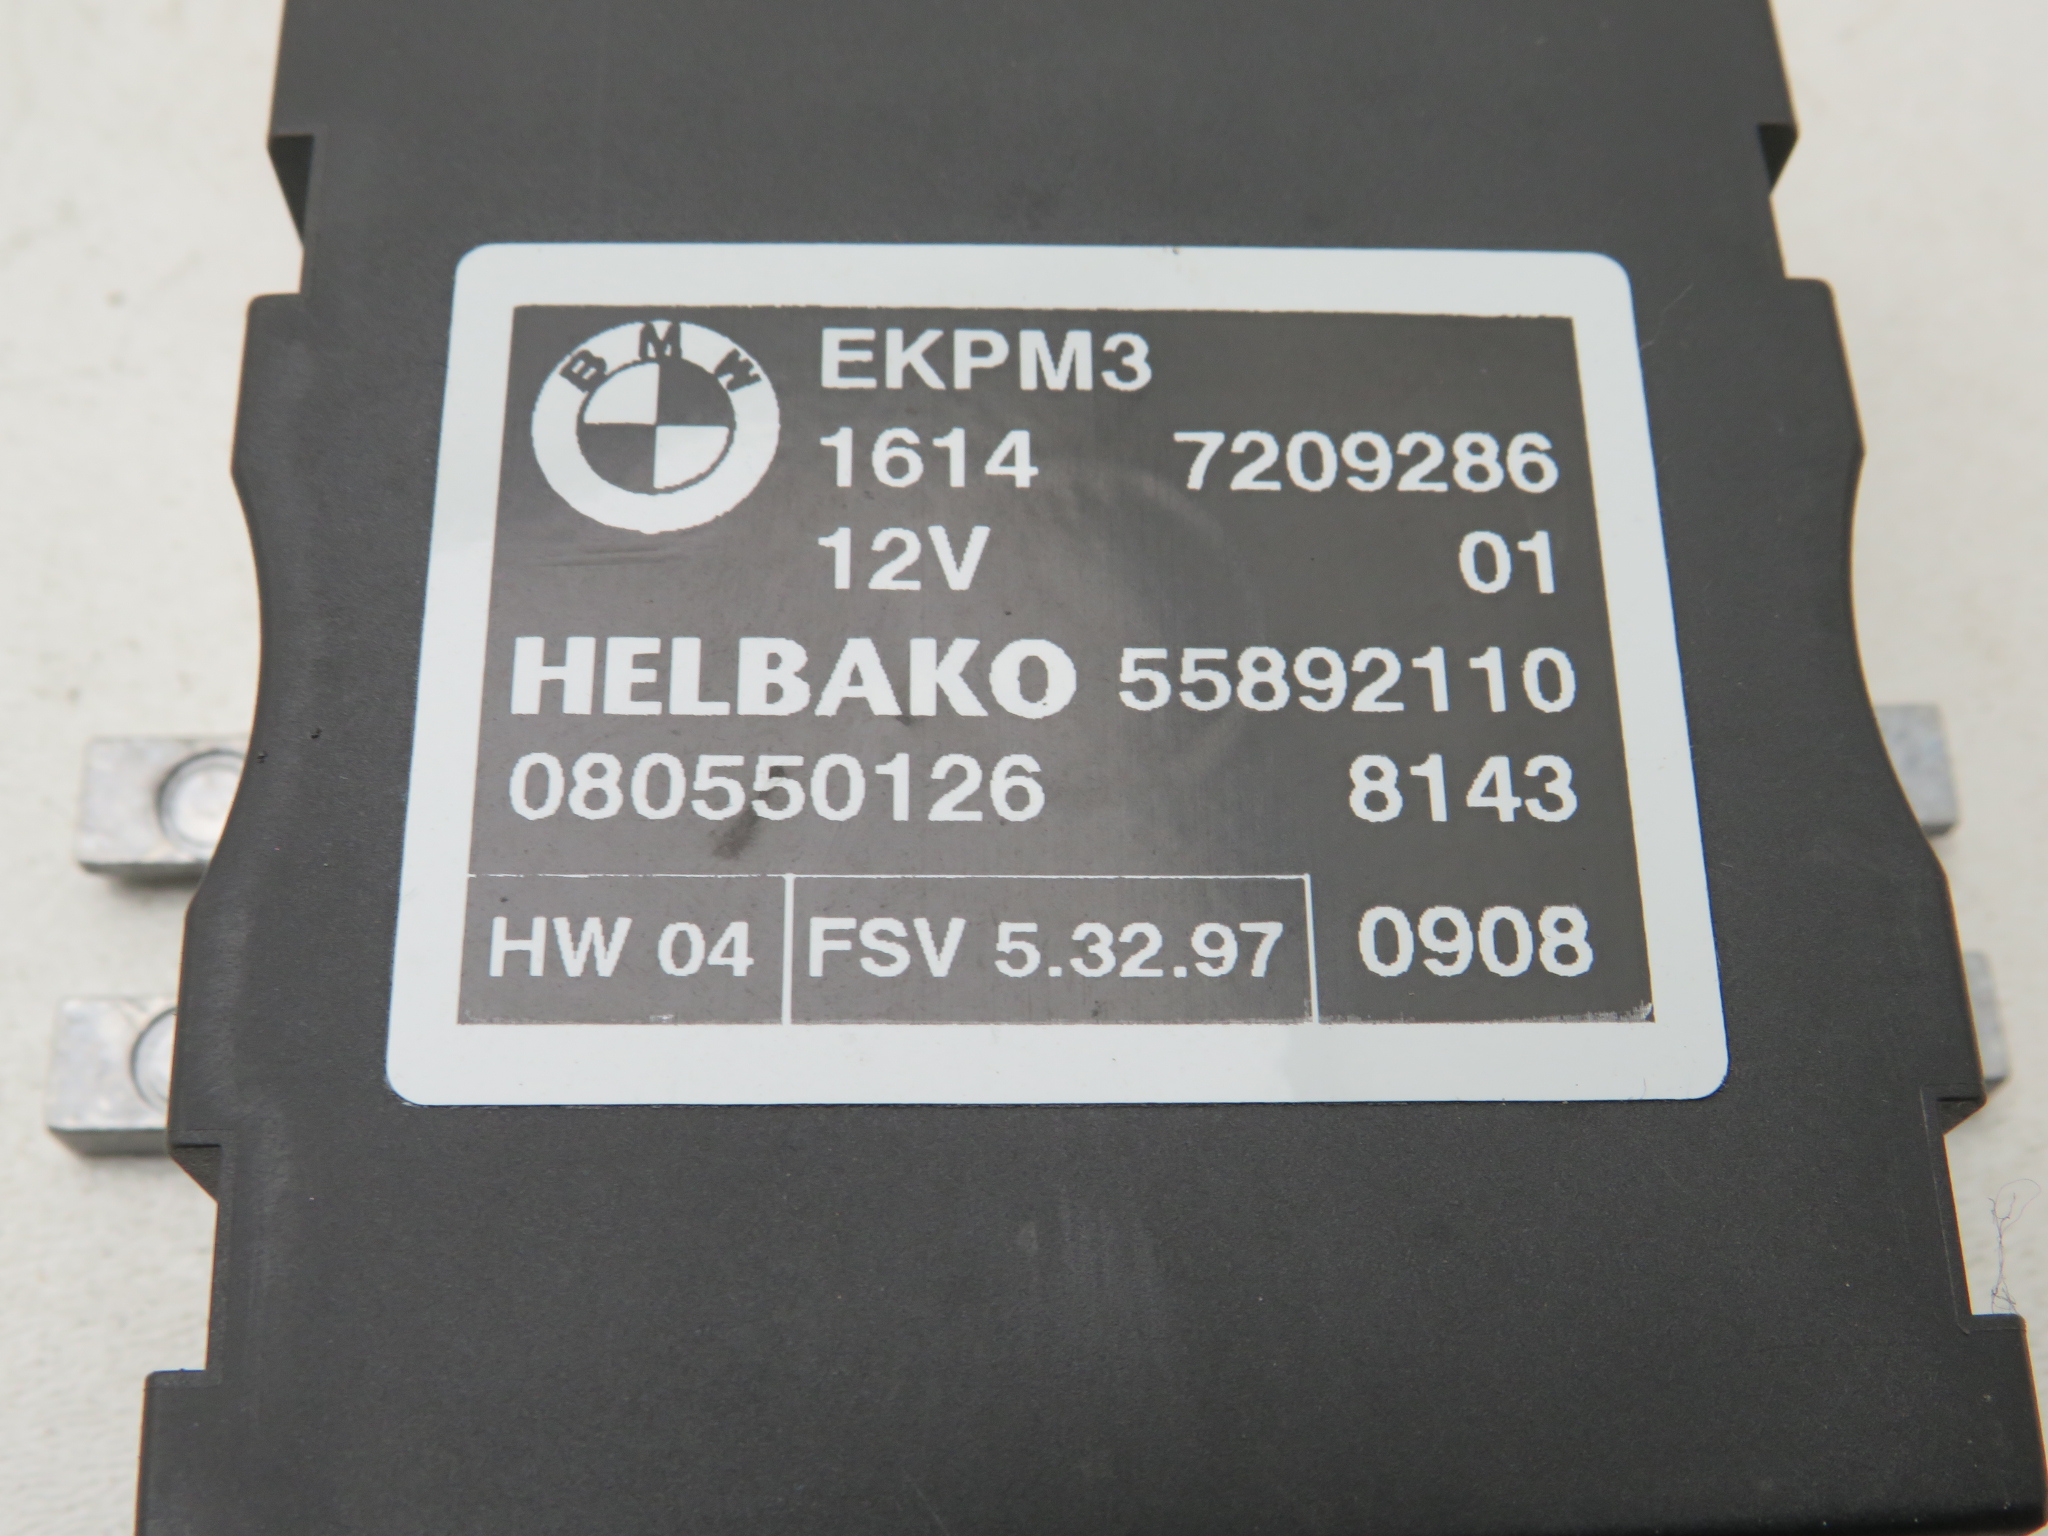 BMW EKPM3
1614 7209286
12V 01
HELBAKO 55892110
080550126 8143
HW 04 FSV 5.32.97 0908